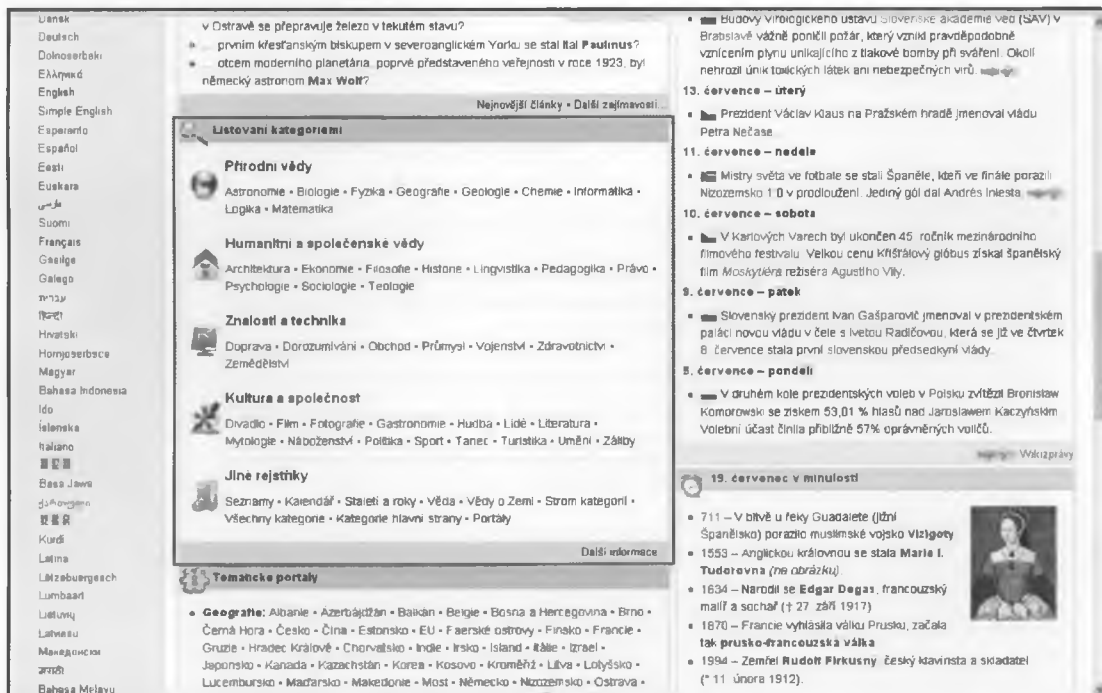 Dansk
Deutsch
Dolnoserbski
Ελληνικά
English
Simple English
Esperanto
Español
Eesti
Euskara
فارسی
Suomi
Français
Gaeilge
Galego
עברית
हिन्दी
Hrvatski
Hornjoserbsce
Magyar
Bahasa Indonesia
Ido
Íslenska
Italiano
Basa Jawa
Kurdî
Latina
Lëtzebuergesch
Lumbaart
Lietuvių
Latviešu
Македонски
मराठी
Bahasa Melayu
v Ostravě se přepravuje železo v tekutém stavu?
… prvním křesťanským biskupem v severoanglickém Yorku se stal Ital Paulinus?
… otcem moderního planetária, poprvé představeného veřejnosti v roce 1923, byl
německý astronom Max Wolf?
Nejnovější články • Další zajímavosti...
Listování kategoriemi
Přírodní vědy
Astronomie • Biologie • Fyzika • Geografie • Geologie • Chemie • Informatika •
Logika • Matematika
Humanitní a společenské vědy
Architektura • Ekonomie • Filosofie • Historie • Lingvistika • Pedagogika • Právo •
Psychologie • Sociologie • Teologie
Znalosti a technika
Doprava • Dorozumívání • Obchod • Průmysl • Vojenství • Zdravotnictví •
Zemědělství
Kultura a společnost
Divadlo • Film • Fotografie • Gastronomie • Hudba • Lidé • Literatura •
Mytologie • Náboženství • Politika • Sport • Tanec • Turistika • Umění • Záliby
Jiné rejstříky
Seznamy • Kalendář • Staletí a roky • Věda • Vědy o Zemi • Strom kategorií •
Všechny kategorie • Kategorie hlavní strany • Portály
Další informace
Tematické portály
• Geografie: Albánie • Ázerbájdžán • Balkán • Belgie • Bosna a Hercegovina • Brno •
Černá Hora • Česko • Čína • Estonsko • EU • Faerské ostrovy • Finsko • Francie •
Gruzie • Hradec Králové • Chorvatsko • Indie • Irsko • Island • Itálie • Izrael •
Japonsko • Kanada • Kazachstán • Korea • Kosovo • Kroměříž • Litva • Lotyšsko •
Lucembursko • Maďarsko • Makedonie • Most • Německo • Nizozemsko • Ostrava •
• Budovy Virologického ústavu Slovenské akademie věd (SAV) v
Bratislavě vážně poničil požár, který vznikl pravděpodobně
vznícením plynu unikajícího z tlakové bomby při sváření. Okolí
nehrozil únik toxických látek ani nebezpečných virů.
13. července – úterý
• Prezident Václav Klaus na Pražském hradě jmenoval vládu
Petra Nečase.
11. července – neděle
• Mistry světa ve fotbale se stali Španělé, kteří ve finále porazili
Nizozemsko 1:0 v prodloužení. Jediný gól dal Andrés Iniesta.
10. července – sobota
• V Karlových Varech byl ukončen 45. ročník mezinárodního
filmového festivalu. Velkou cenu Křišťálový glóbus získal španělský
film Moskytiéra režiséra Agustího Vily.
9. července – pátek
• Slovenský prezident Ivan Gašparovič jmenoval v prezidentském
paláci novou vládu v čele s Ivetou Radičovou, která se již ve čtvrtek
8. července stala první slovenskou předsedkyní vlády.
5. července – pondělí
• V druhém kole prezidentských voleb v Polsku zvítězil Bronisław
Komorowski se ziskem 53,01 % hlasů nad Jarosławem Kaczyńskim.
Volební účast činila přibližně 57% oprávněných voličů.
Wikizprávy
19. červenec v minulosti
• 711 – V bitvě u řeky Guadalete (jižní
Španělsko) porazilo muslimské vojsko Vizigóty
• 1553 – Anglickou královnou se stala Marie I.
Tudorovna (na obrázku).
• 1834 – Narodil se Edgar Degas, francouzský
malíř a sochař († 27. září 1917)
• 1870 – Francie vyhlásila válku Prusku, začala
tak prusko-francouzská válka
• 1994 – Zemřel Rudolf Firkušný, český klavírista a skladatel
(* 11. února 1912).